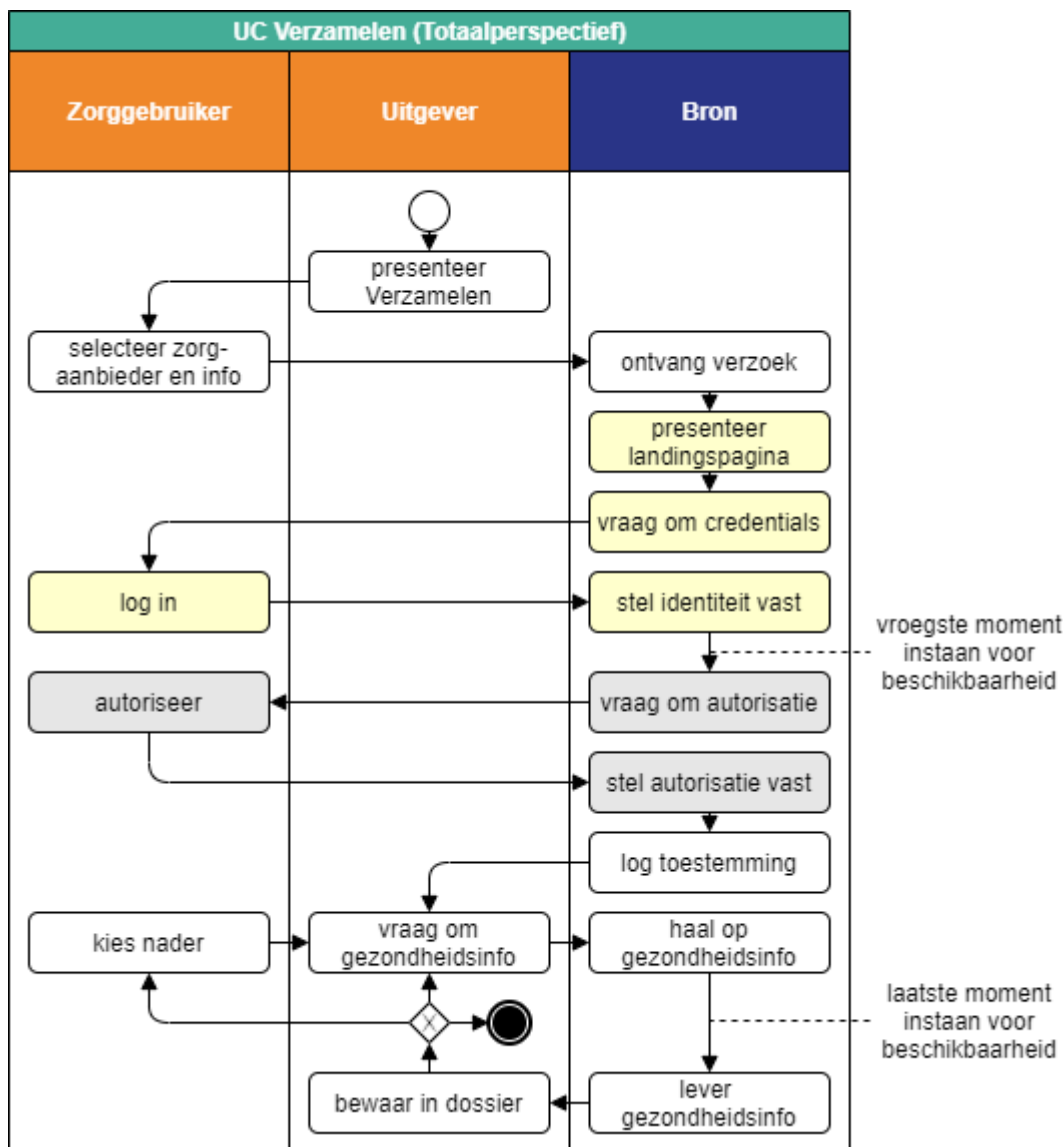 UC Verzamelen (Totaalperspectief)
Zorggebruiker
Uitgever
Bron
presenteer
Verzamelen
selecteer zorg-
aanbieder en info
ontvang verzoek
presenteer
landingspagina
vraag om credentials
log in
stel identiteit vast
vroegste moment
instaan voor
beschikbaarheid
autoriseer
vraag om autorisatie
stel autorisatie vast
log toestemming
kies nader
vraag om
gezondheidsinfo
haal op
gezondheidsinfo
X
laatste moment
instaan voor
beschikbaarheid
bewaar in dossier
lever
gezondheidsinfo